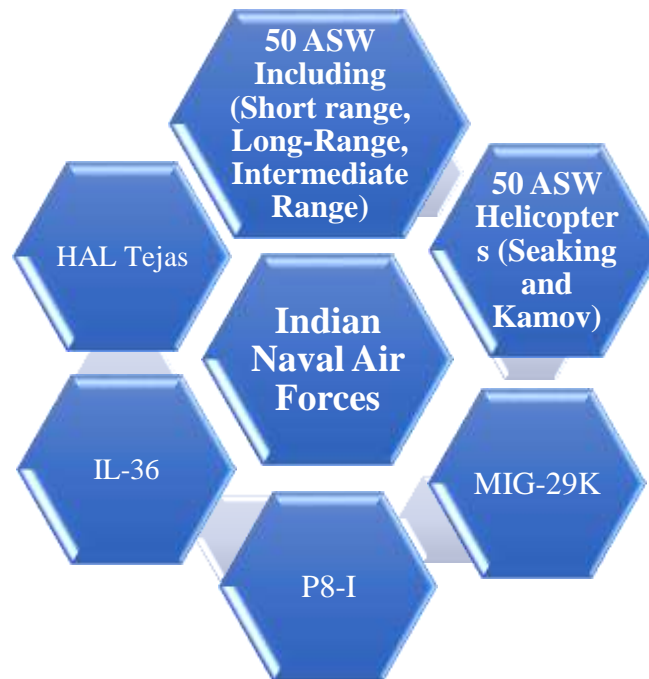 50 ASW
Including
(Short range,
Long-Range,
Intermediate
Range)
50 ASW
Helicopter
s (Seaking
and
Kamov)
HAL Tejas
Indian
Naval Air
Forces
IL-36
MIG-29K
P8-I